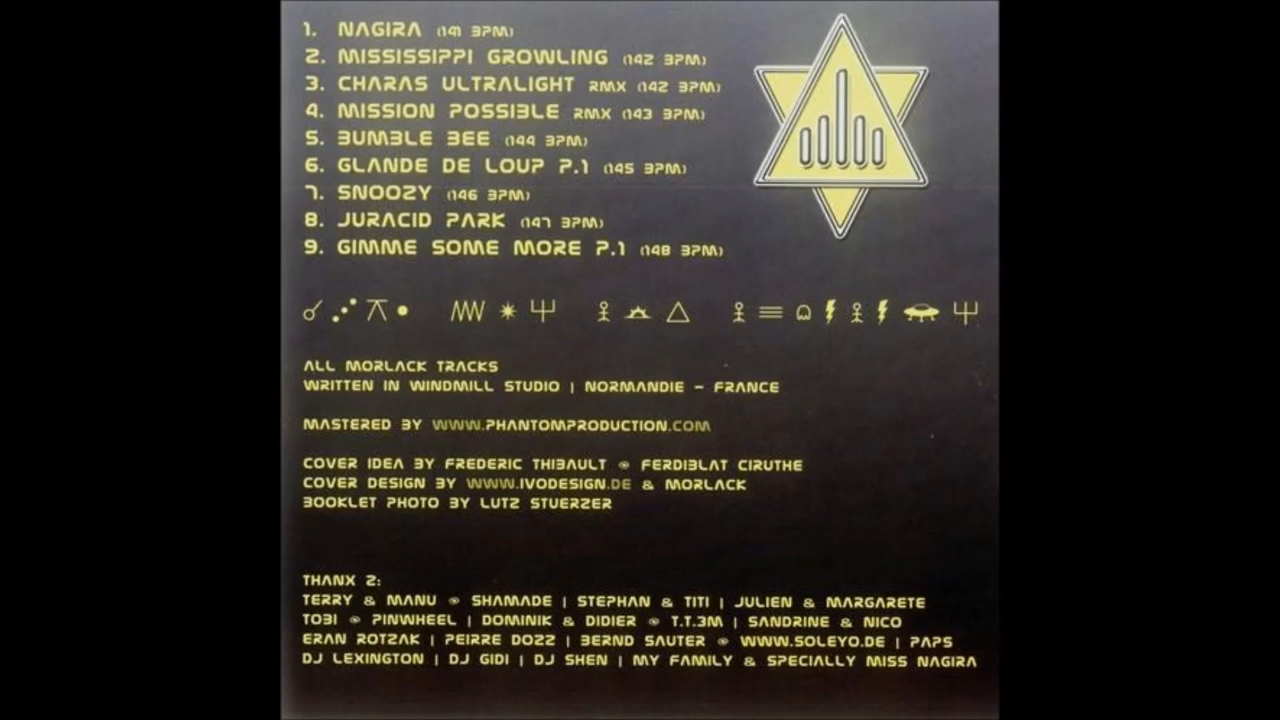 1. NAGIRA (141 BPM)
2. MISSISSIPPI GROWLING (142 BPM)
3. CHARAS ULTRALIGHT RMX (142 BPM)
4. MISSION POSSIBLE RMX (143 BPM)
5. BUMBLE BEE (144 BPM)
6. GLANDE DE LOUP P.1 (145 BPM)
7. SNOOZY (146 BPM)
8. JURACID PARK (147 BPM)
9. GIMME SOME MORE P.1 (148 BPM)
ALL MORLACK TRACKS
WRITTEN IN WINDMILL STUDIO | NORMANDIE - FRANCE
MASTERED BY WWW.PHANTOMPRODUCTION.COM
COVER IDEA BY FREDERIC THIBAULT @ FERDIBLAT CIRUTHE
COVER DESIGN BY WWW.IVODESIGN.DE & MORLACK
BOOKLET PHOTO BY LUTZ STUERZER
THANX 2:
TERRY & MANU @ SHAMADE | STEPHAN & TITI | JULIEN & MARGARETE
TOBI @ PINWHEEL | DOMINIK & DIDIER @ T.T.BM | SANDRINE & NICO
ERAN ROTZAK | PEIRRE DOZZ | BERND SAUTER @ WWW.SOLEYO.DE | PAPS
DJ LEXINGTON | DJ GIDI | DJ SHEN | MY FAMILY & SPECIALLY MISS NAGIRA